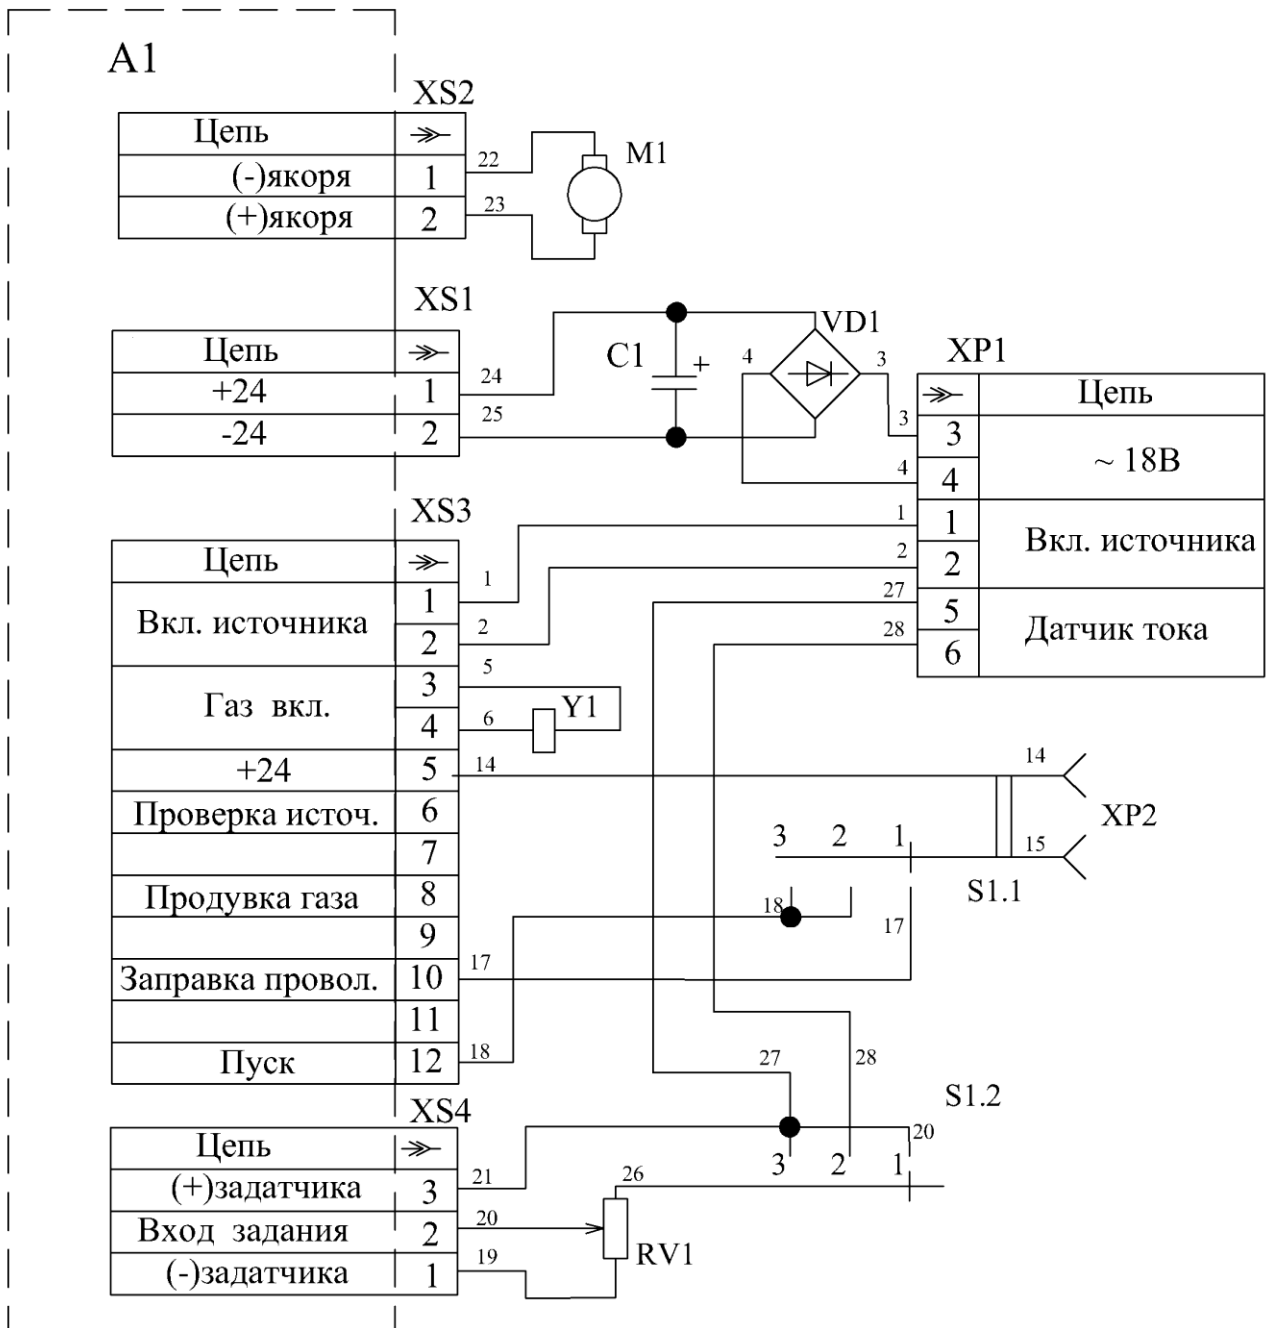 A1
XS2
Цепь
(-)якоря 1 22
(+)якоря 2 23
M1
XS1
Цепь
+24 1 24
-24 2 25
C1 +
VD1
4 3
XP1
Цепь
3 3 ~ 18В
4 4
1 1 Вкл. источника
2 2
27 5 Датчик тока
28 6
XS3
Цепь
Вкл. источника 1 1
2 2
Газ вкл. 3 5
4 6 Y1
+24 5 14 14
Проверка источ. 6 XP2
7 3 2 1 15
Продувка газа 8 18 S1.1
9 17
Заправка провол. 10 17
11
Пуск 12 18 27 28
XS4 S1.2
Цепь 20
(+)задатчика 3 21 3 2 1
26
Вход задания 2 20
(-)задатчика 1 19 RV1